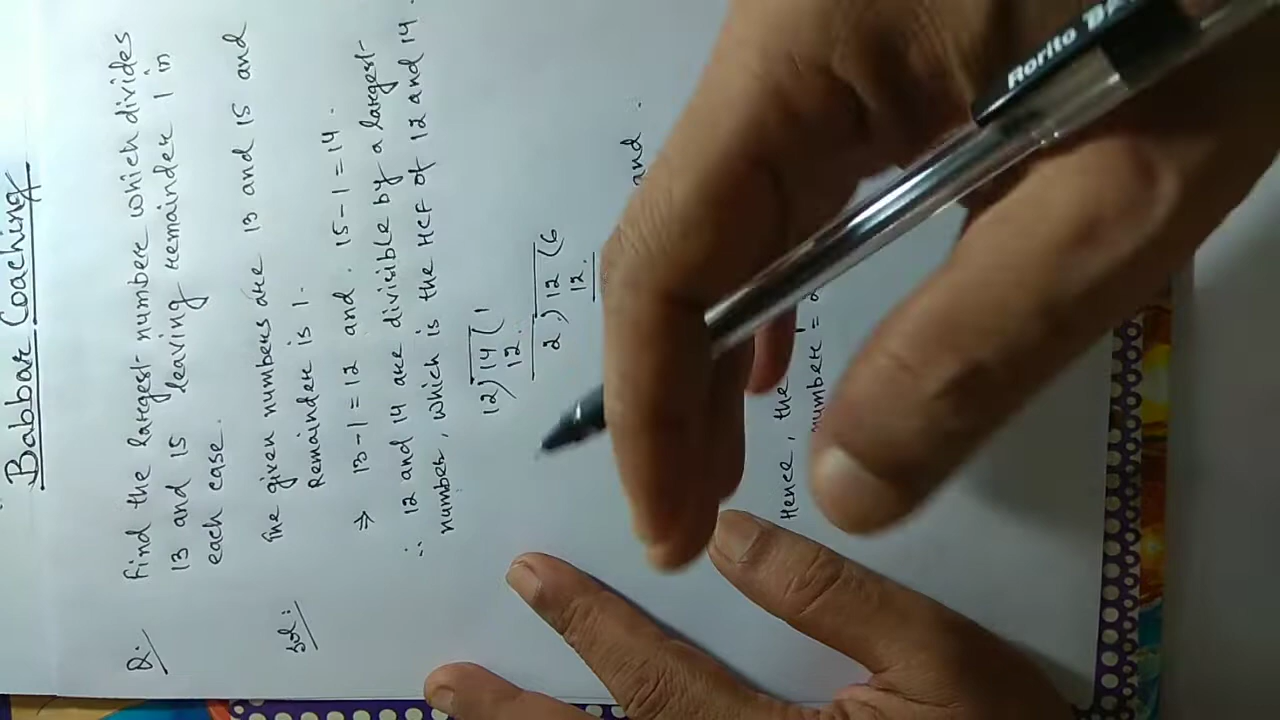 Babbar Coaching
Q:- Find the largest number which divides
13 and 15 leaving remainder 1 in
each case.
Sol: The given numbers are 13 and 15 and
Remainder is 1.
⇒ 13-1=12 and . 15-1=14.
∴ 12 and 14 are divisible by a largest
number, which is the HCF of 12 and 14.
12)14(1
12.
2)12(6
12.
and.
Hence, the
number =
Rorito